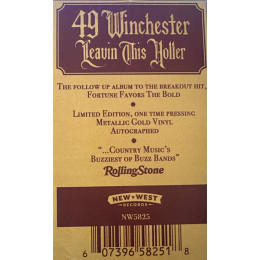 49 Winchester
Leavin This Holler
The follow up album to the breakout hit,
Fortune Favors The Bold
Limited Edition, one time pressing
Metallic Gold Vinyl
Autographed
"...Country Music's
Buzziest of Buzz Bands"
RollingStone
NEW WEST
RECORDS
NW5825
6 07396 58251 8